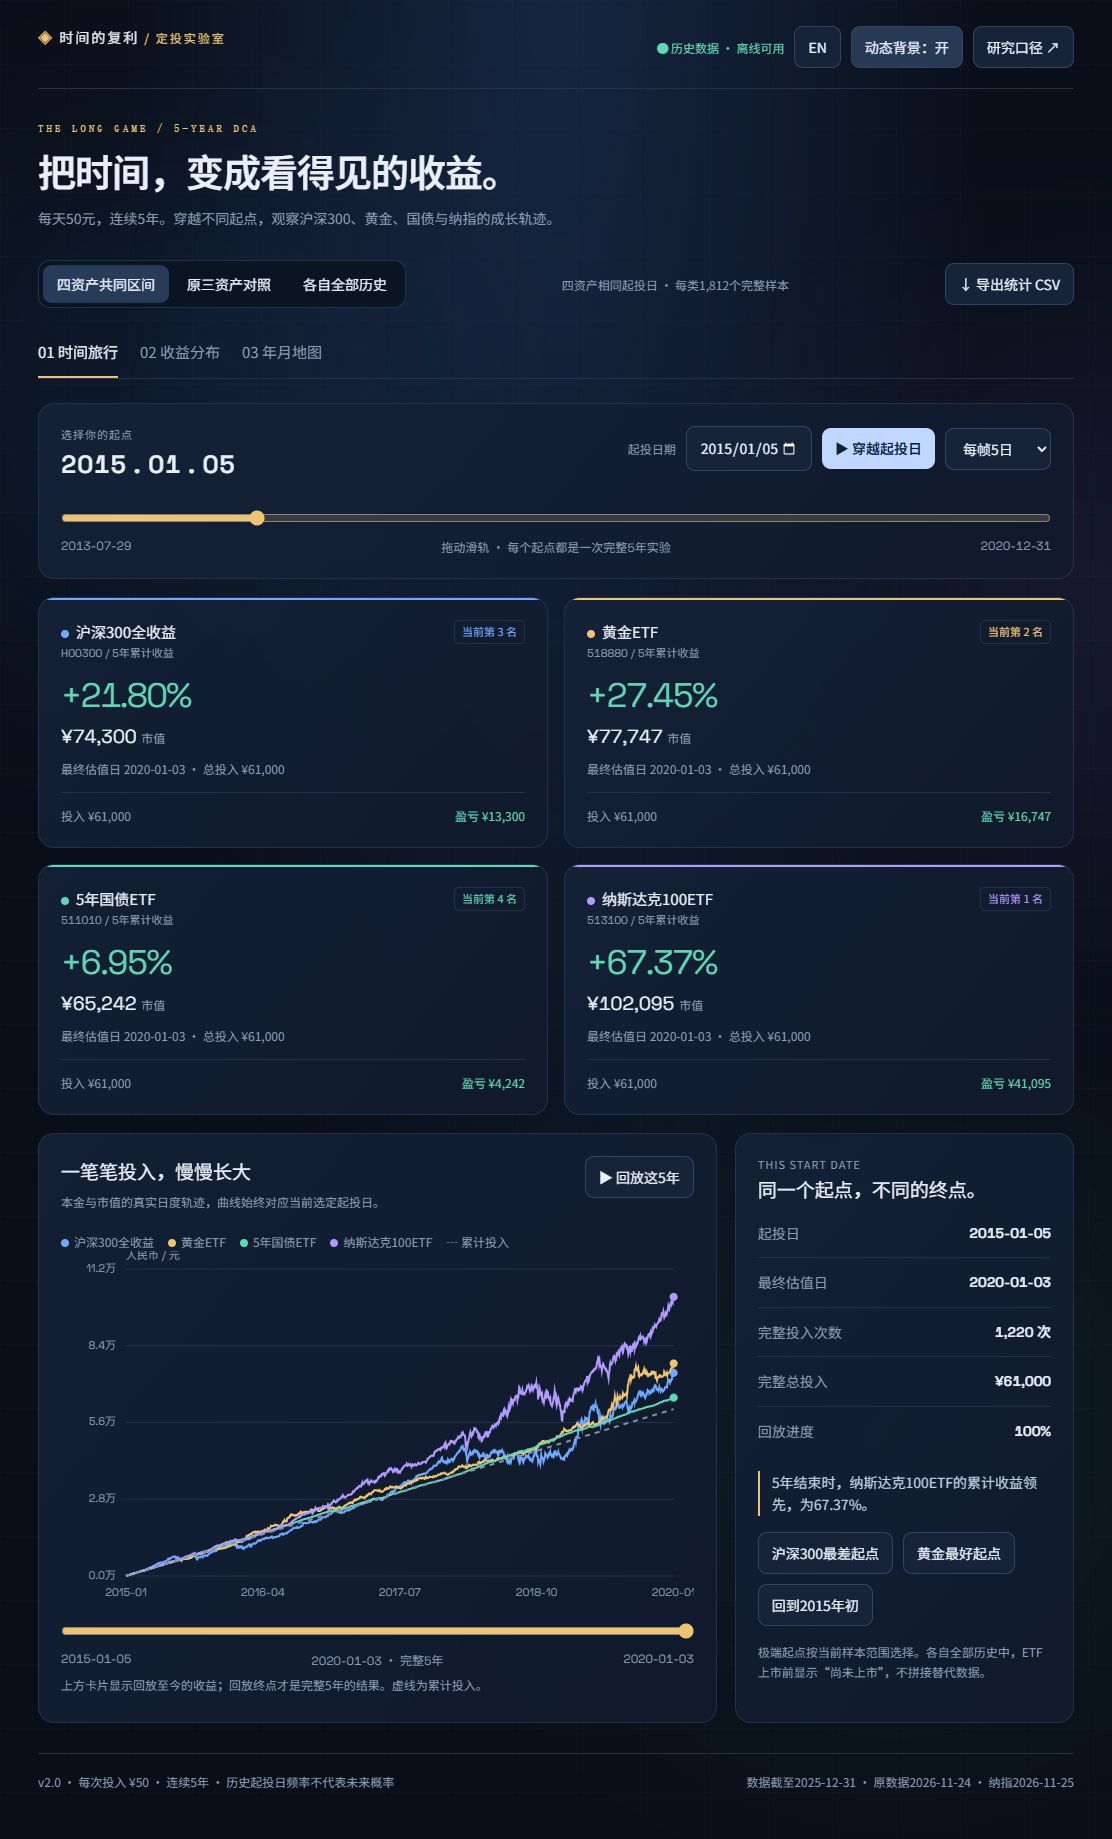 ◈ 时间的复利 / 定投实验室
历史数据 · 离线可用
EN
动态背景：开
研究口径 ↗
THE LONG GAME / 5-YEAR DCA
把时间，变成看得见的收益。
每天50元，连续5年。穿越不同起点，观察沪深300、黄金、国债与纳指的成长轨迹。
四资产共同区间
原三资产对照
各自全部历史
四资产相同起投日 · 每类1,812个完整样本
↓ 导出统计 CSV
01 时间旅行
02 收益分布
03 年月地图
选择你的起点
2015.01.05
起投日期
2015/01/05
▶ 穿越起投日
每帧5日
2013-07-29
拖动滑轨 · 每个起点都是一次完整5年实验
2020-12-31
沪深300全收益
当前第 3 名
H00300 / 5年累计收益
+21.80%
¥74,300 市值
最终估值日 2020-01-03 · 总投入 ¥61,000
投入 ¥61,000
盈亏 ¥13,300
黄金ETF
当前第 2 名
518880 / 5年累计收益
+27.45%
¥77,747 市值
最终估值日 2020-01-03 · 总投入 ¥61,000
投入 ¥61,000
盈亏 ¥16,747
5年国债ETF
当前第 4 名
511010 / 5年累计收益
+6.95%
¥65,242 市值
最终估值日 2020-01-03 · 总投入 ¥61,000
投入 ¥61,000
盈亏 ¥4,242
纳斯达克100ETF
当前第 1 名
513100 / 5年累计收益
+67.37%
¥102,095 市值
最终估值日 2020-01-03 · 总投入 ¥61,000
投入 ¥61,000
盈亏 ¥41,095
一笔笔投入，慢慢长大
▶ 回放这5年
本金与市值的真实日度轨迹，曲线始终对应当前选定起投日。
沪深300全收益
黄金ETF
5年国债ETF
纳斯达克100ETF
--- 累计投入
人民币 / 元
11.2万
8.4万
5.6万
2.8万
0.0万
2015-01
2016-04
2017-07
2018-10
2020-01
2015-01-05
2020-01-03 · 完整5年
2020-01-03
上方卡片显示回放至今的收益；回放终点才是完整5年的结果。虚线为累计投入。
THIS START DATE
同一个起点，不同的终点。
起投日
2015-01-05
最终估值日
2020-01-03
完整投入次数
1,220 次
完整总投入
¥61,000
回放进度
100%
5年结束时，纳斯达克100ETF的累计收益领
先，为67.37%。
沪深300最差起点
黄金最好起点
回到2015年初
极端起点按当前样本范围选择。各自全部历史中，ETF
上市前显示“尚未上市”，不拼接替代数据。
v2.0 · 每次投入 ¥50 · 连续5年 · 历史起投日频率不代表未来概率
数据截至2025-12-31 · 原数据2026-11-24 · 纳指2026-11-25